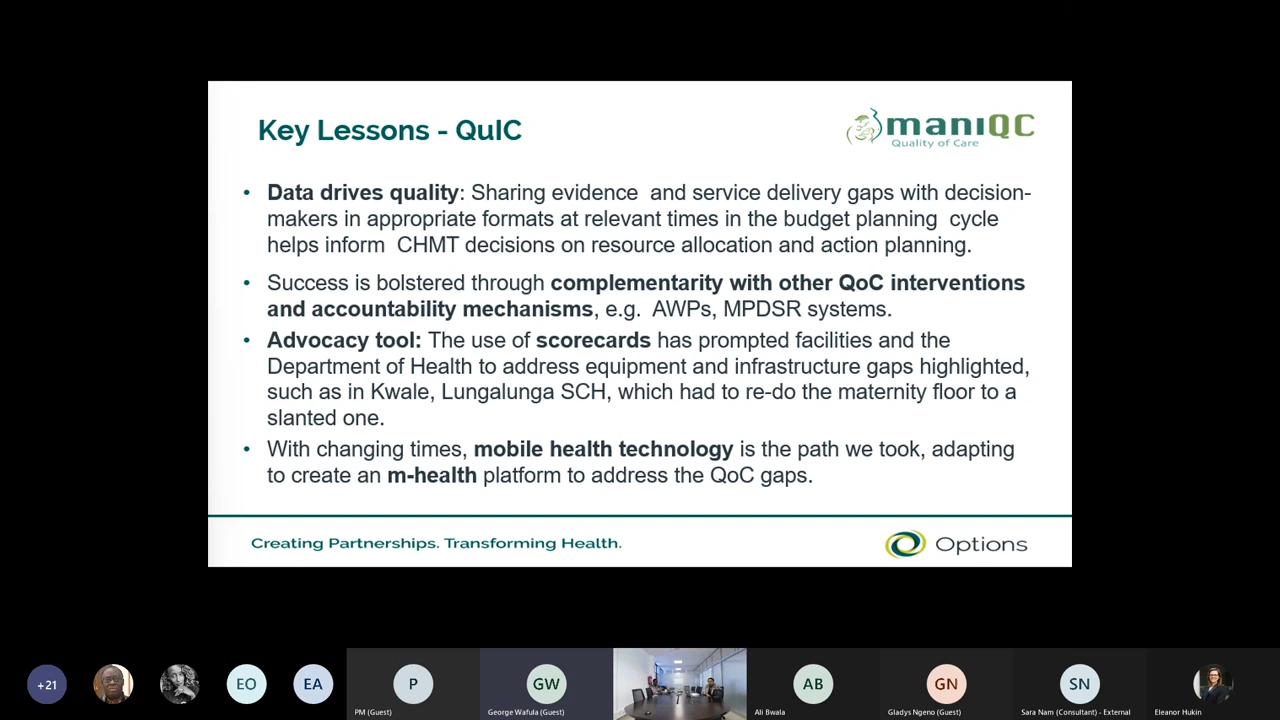 Key Lessons - QuIC
maniQC
Quality of Care
• Data drives quality: Sharing evidence and service delivery gaps with decision-
makers in appropriate formats at relevant times in the budget planning cycle
helps inform CHMT decisions on resource allocation and action planning.
• Success is bolstered through complementarity with other QoC interventions
and accountability mechanisms, e.g. AWPs, MPDSR systems.
• Advocacy tool: The use of scorecards has prompted facilities and the
Department of Health to address equipment and infrastructure gaps highlighted,
such as in Kwale, Lungalunga SCH, which had to re-do the maternity floor to a
slanted one.
• With changing times, mobile health technology is the path we took, adapting
to create an m-health platform to address the QoC gaps.
Creating Partnerships. Transforming Health.
Options
+21
EO
EA
P
PM (Guest)
GW
George Wafula (Guest)
AB
Ali Bwala
GN
Gladys Ngeno (Guest)
SN
Sara Nam (Consultant) - External
Eleanor Hukin